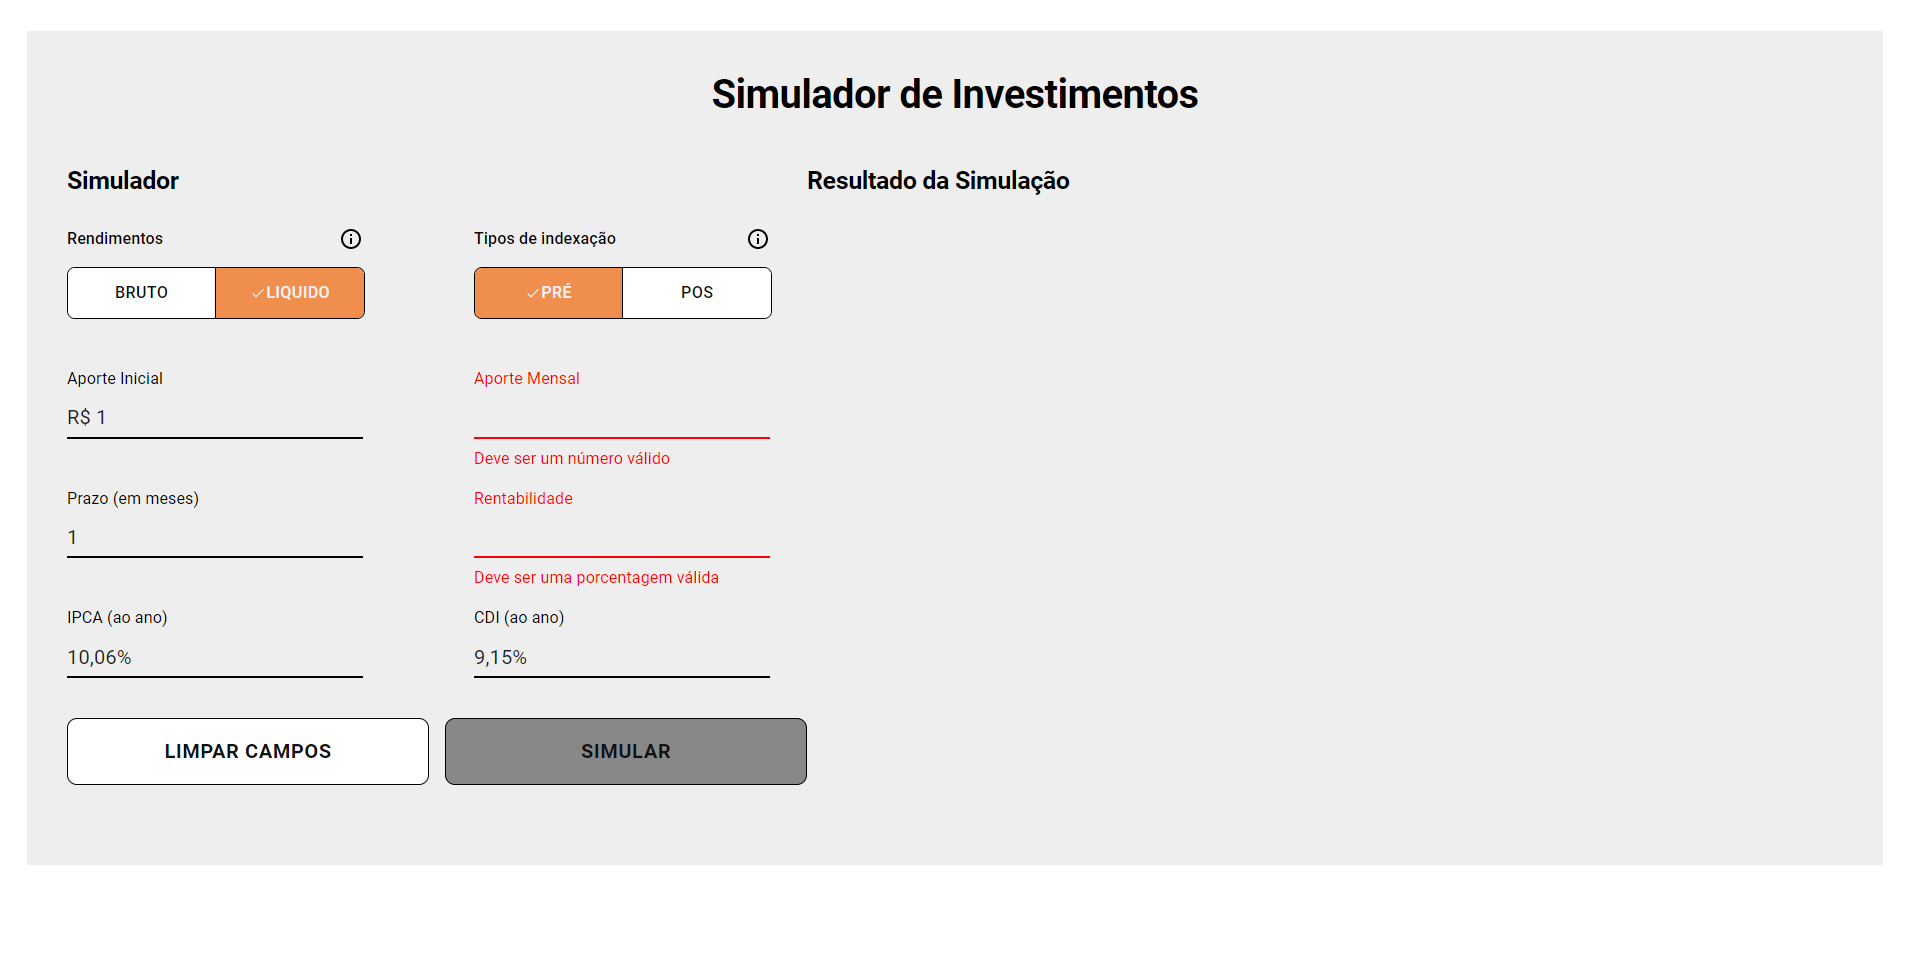 Simulador de Investimentos
Simulador
Resultado da Simulação
Rendimentos
Tipos de indexação
BRUTO
LIQUIDO
PRÉ
POS
Aporte Inicial
Aporte Mensal
R$ 1
Deve ser um número válido
Prazo (em meses)
Rentabilidade
1
Deve ser uma porcentagem válida
IPCA (ao ano)
CDI (ao ano)
10,06%
9,15%
LIMPAR CAMPOS
SIMULAR